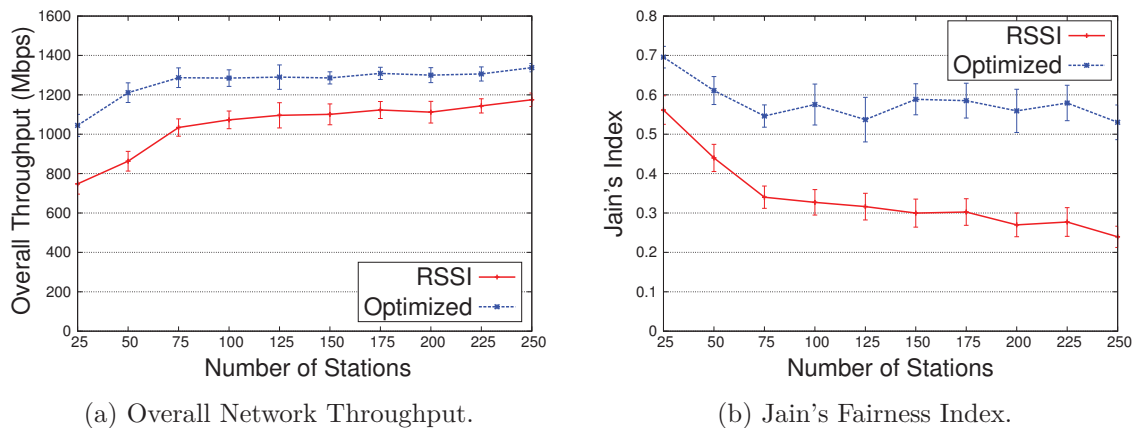 Overall Throughput (Mbps)
1600
1400
1200
1000
800
600
400
200
0
RSSI
Optimized
25 50 75 100 125 150 175 200 225 250
Number of Stations
(a) Overall Network Throughput.
Jain's Index
0.8
0.7
0.6
0.5
0.4
0.3
0.2
0.1
0
RSSI
Optimized
25 50 75 100 125 150 175 200 225 250
Number of Stations
(b) Jain's Fairness Index.